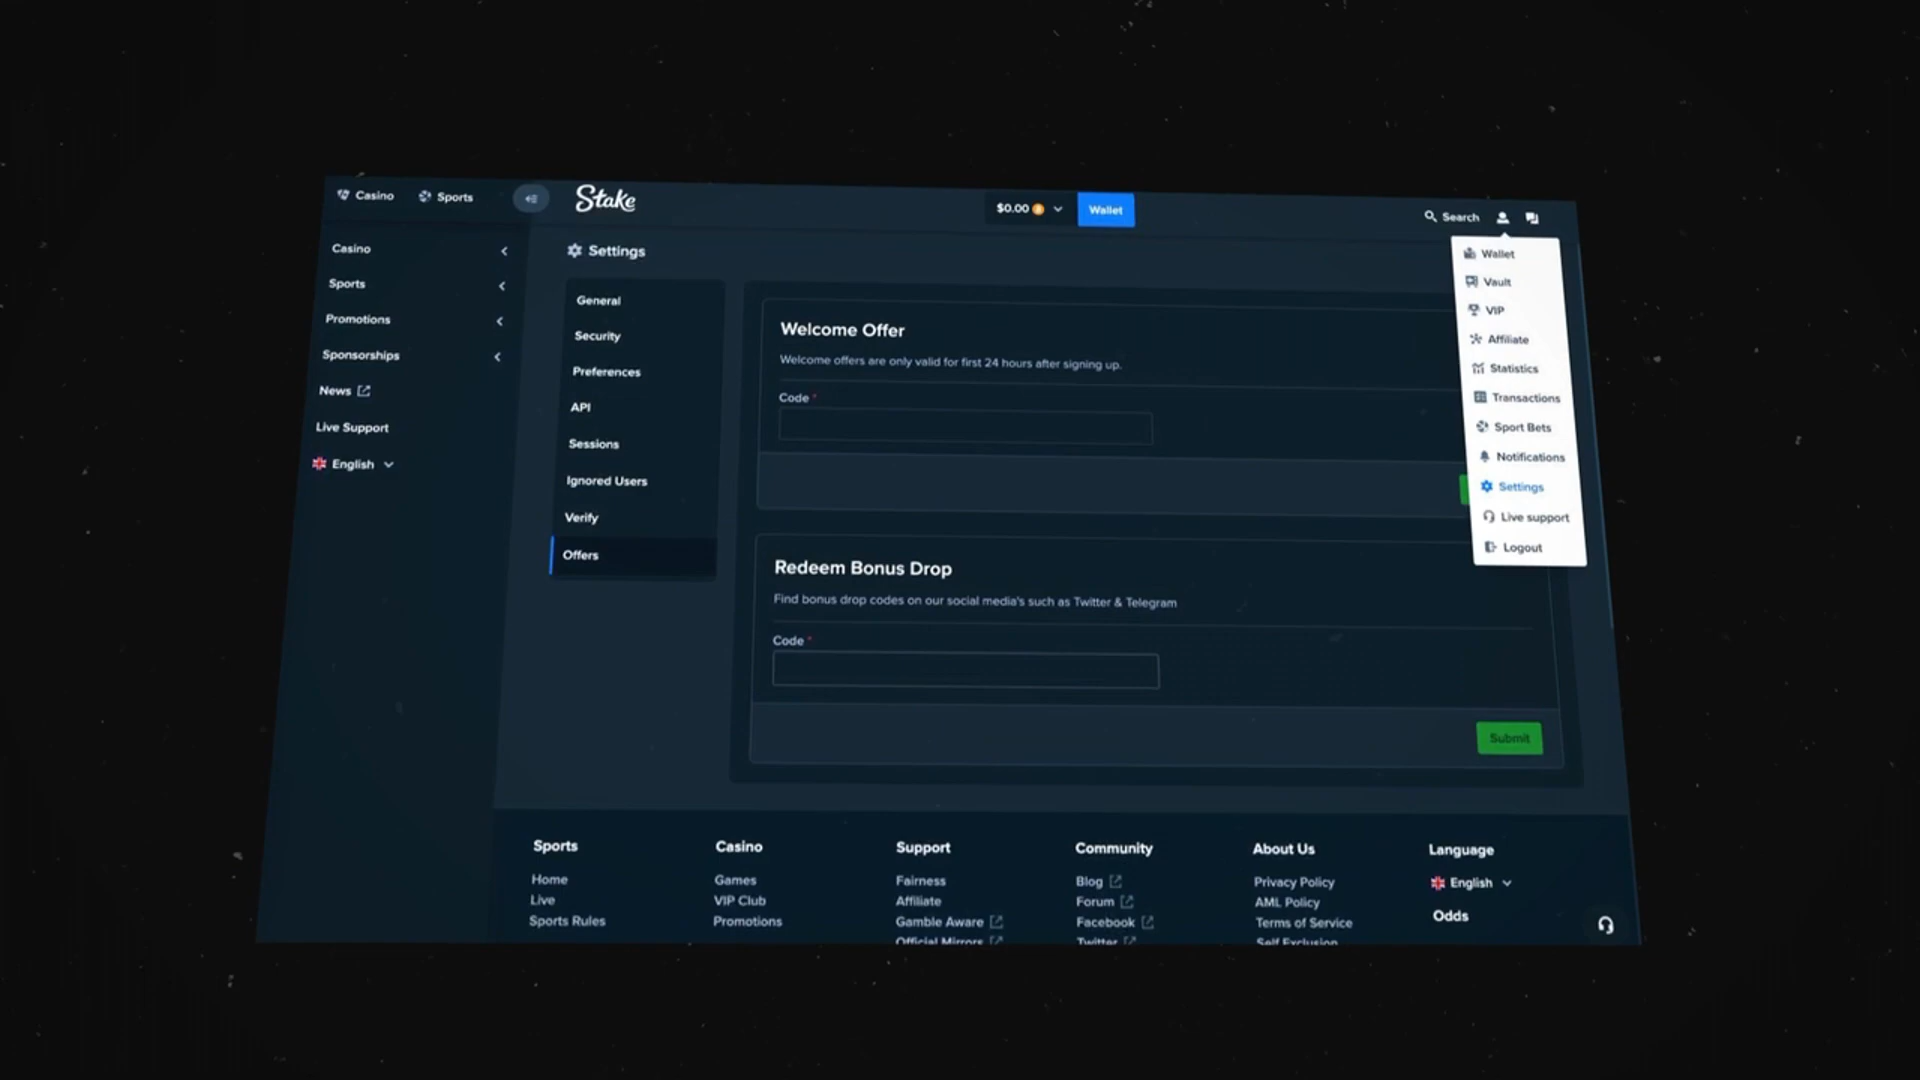 Casino
Sports
Stake
$0.00
Wallet
Search
Casino
Sports
Promotions
Sponsorships
News
Live Support
English
Settings
General
Security
Preferences
API
Sessions
Ignored Users
Verify
Offers
Welcome Offer
Welcome offers are only valid for first 24 hours after signing up.
Code *
Redeem Bonus Drop
Find bonus drop codes on our social media's such as Twitter & Telegram
Code *
Submit
Wallet
Vault
VIP
Affiliate
Statistics
Transactions
Sport Bets
Notifications
Settings
Live support
Logout
Sports
Home
Live
Sports Rules
Casino
Games
VIP Club
Promotions
Support
Fairness
Affiliate
Gamble Aware
Official Mirrors
Community
Blog
Forum
Facebook
Twitter
About Us
Privacy Policy
AML Policy
Terms of Service
Self Exclusion
Language
English
Odds